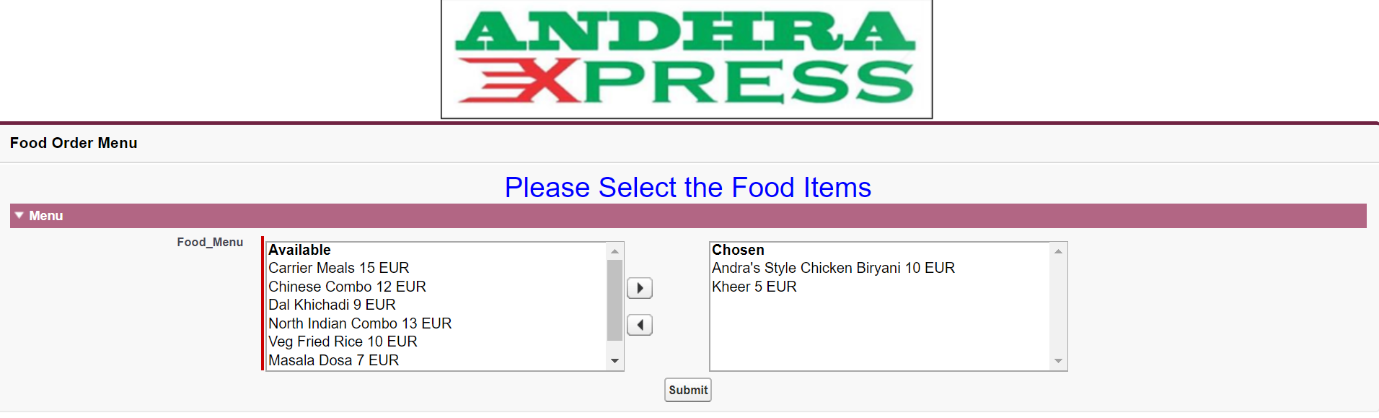 ANDHRA
XPRESS
Food Order Menu
Please Select the Food Items
Menu
Food_Menu
Available
Carrier Meals 15 EUR
Chinese Combo 12 EUR
Dal Khichadi 9 EUR
North Indian Combo 13 EUR
Veg Fried Rice 10 EUR
Masala Dosa 7 EUR
Chosen
Andra's Style Chicken Biryani 10 EUR
Kheer 5 EUR
Submit